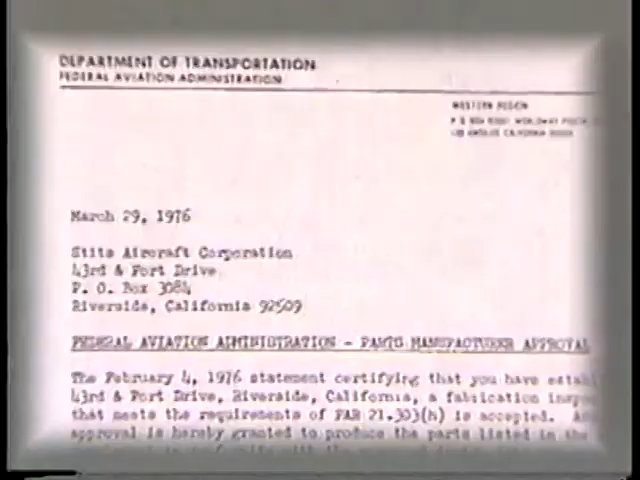 DEPARTMENT OF TRANSPORTATION
FEDERAL AVIATION ADMINISTRATION
WESTERN REGION
March 29, 1976
Stits Aircraft Corporation
43rd & Fort Drive
P. O. Box 3084
Riverside, California 92509
FEDERAL AVIATION ADMINISTRATION - PARTS MANUFACTURER APPROVAL
The February 4, 1976 statement certifying that you have
43rd & Fort Drive, Riverside, California, a fabrication
that meets the requirements of FAR 21.303(h) is accepted.
approval is hereby granted to produce the parts listed in the